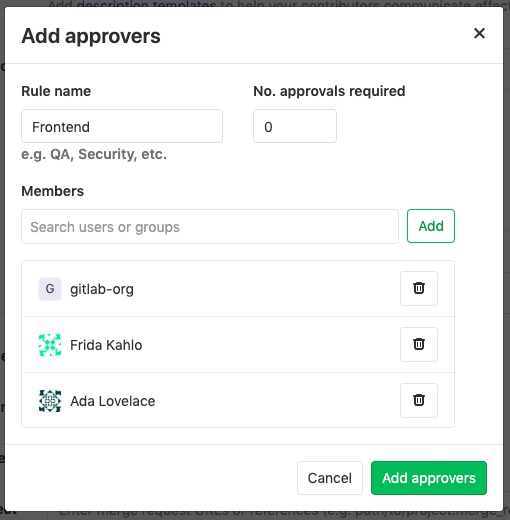 Add description templates to help your contributors communicate effect
Add approvers
Rule name
No. approvals required
Frontend
0
e.g. QA, Security, etc.
Members
Search users or groups
Add
G gitlab-org
Frida Kahlo
Ada Lovelace
Cancel
Add approvers
Enter merge request URLs or references (e.g. path/to/project!merge_r